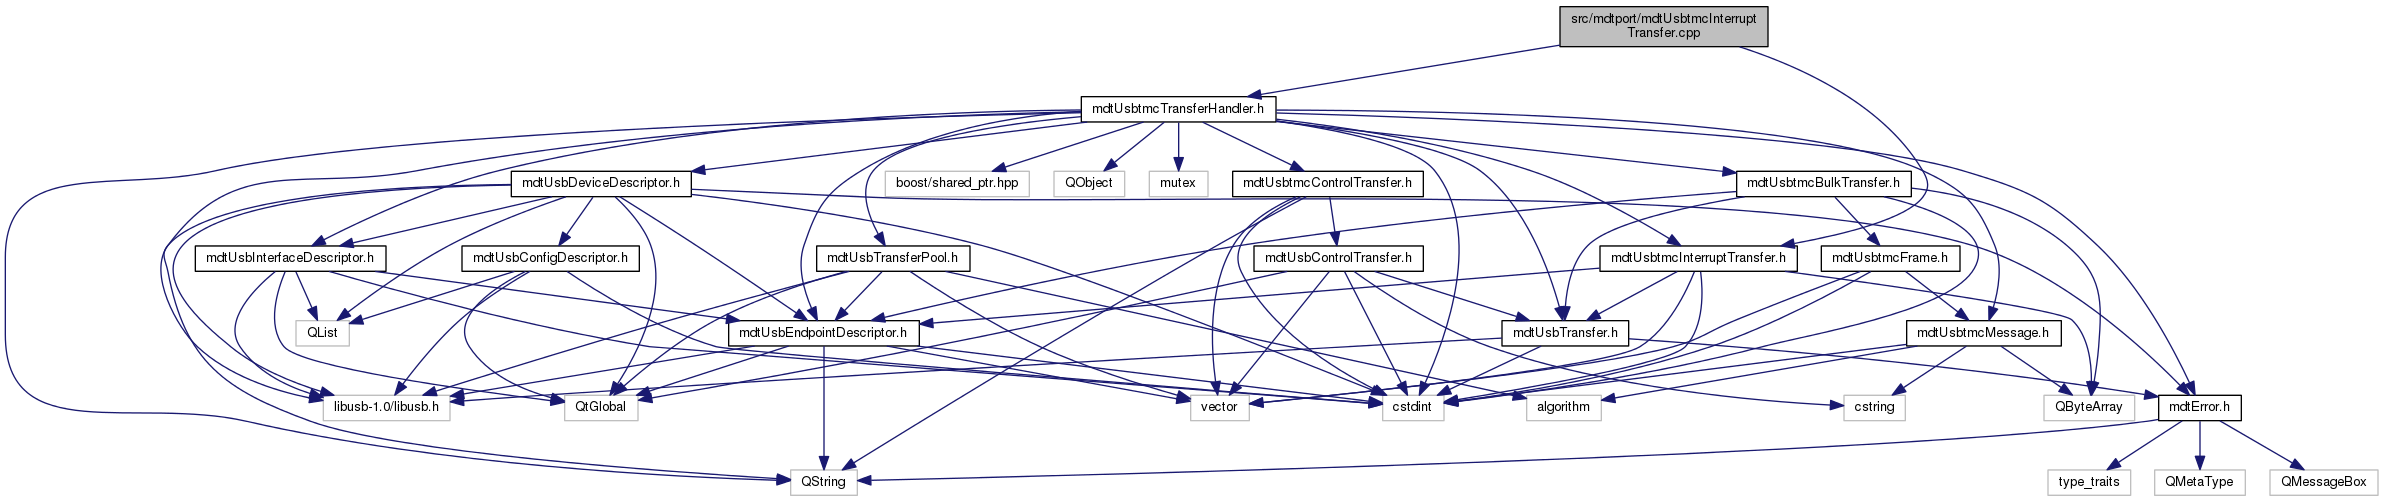 src/mdtport/mdtUsbtmcInterrupt
Transfer.cpp
mdtUsbtmcTransferHandler.h
mdtUsbDeviceDescriptor.h
boost/shared_ptr.hpp
QObject
mutex
mdtUsbtmcControlTransfer.h
mdtUsbtmcBulkTransfer.h
mdtUsbInterfaceDescriptor.h
mdtUsbConfigDescriptor.h
mdtUsbTransferPool.h
mdtUsbControlTransfer.h
mdtUsbtmcInterruptTransfer.h
mdtUsbtmcFrame.h
QList
mdtUsbEndpointDescriptor.h
mdtUsbTransfer.h
mdtUsbtmcMessage.h
libusb-1.0/libusb.h
QtGlobal
vector
cstdint
algorithm
cstring
QByteArray
mdtError.h
QString
type_traits
QMetaType
QMessageBox